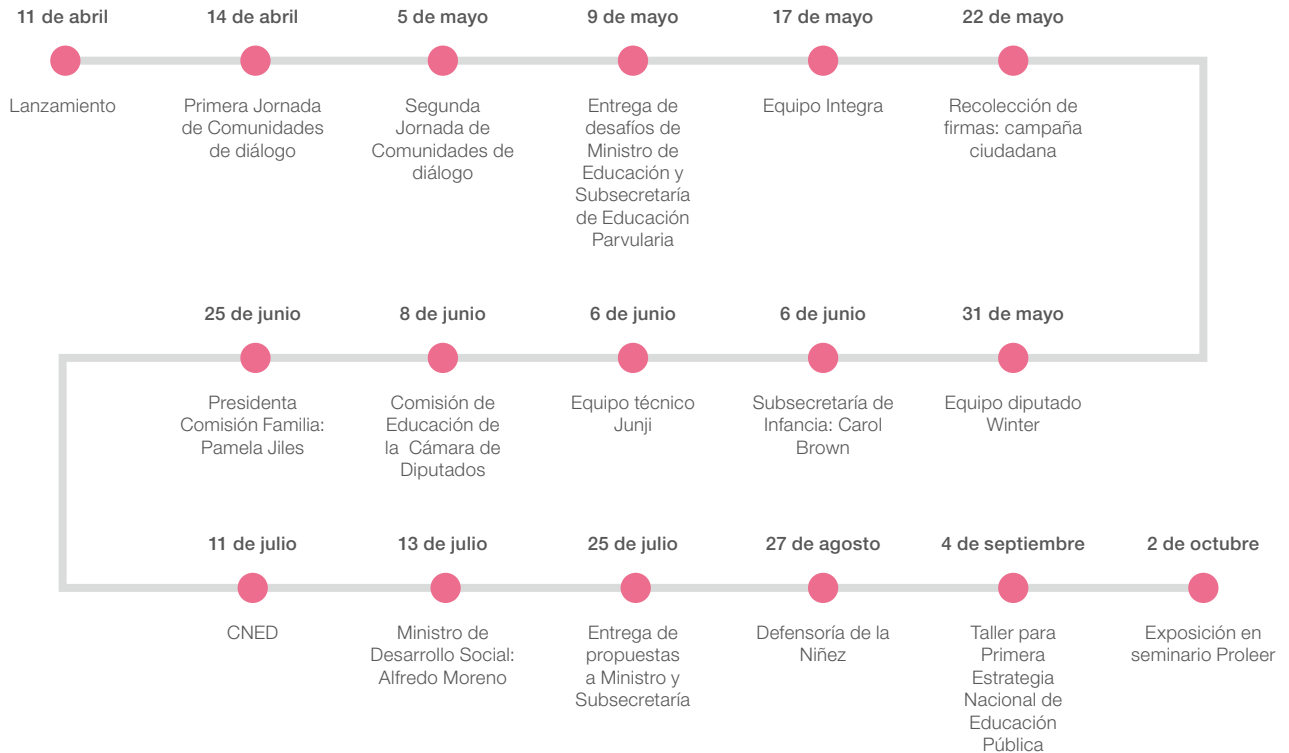 11 de abril
Lanzamiento
14 de abril
Primera Jornada
de Comunidades
de diálogo
5 de mayo
Segunda
Jornada de
Comunidades de
diálogo
9 de mayo
Entrega de
desafíos de
Ministro de
Educación y
Subsecretaría
de Educación
Parvularia
17 de mayo
Equipo Integra
22 de mayo
Recolección de
firmas: campaña
ciudadana
31 de mayo
Equipo diputado
Winter
6 de junio
Subsecretaría de
Infancia: Carol
Brown
6 de junio
Equipo técnico
Junji
8 de junio
Comisión de
Educación de
la Cámara de
Diputados
25 de junio
Presidenta
Comisión Familia:
Pamela Jiles
11 de julio
CNED
13 de julio
Ministro de
Desarrollo Social:
Alfredo Moreno
25 de julio
Entrega de
propuestas
a Ministro y
Subsecretaría
27 de agosto
Defensoría de la
Niñez
4 de septiembre
Taller para
Primera
Estrategia
Nacional de
Educación
Pública
2 de octubre
Exposición en
seminario Proleer